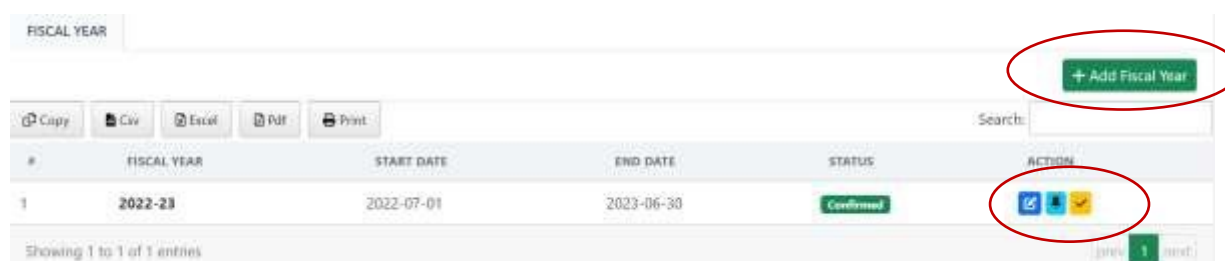 FISCAL YEAR
+ Add Fiscal Year
Copy Csv Excel Pdf Print Search:
# FISCAL YEAR START DATE END DATE STATUS ACTION
1 2022-23 2022-07-01 2023-06-30 Confirmed
Showing 1 to 1 of 1 entries prev 1 next